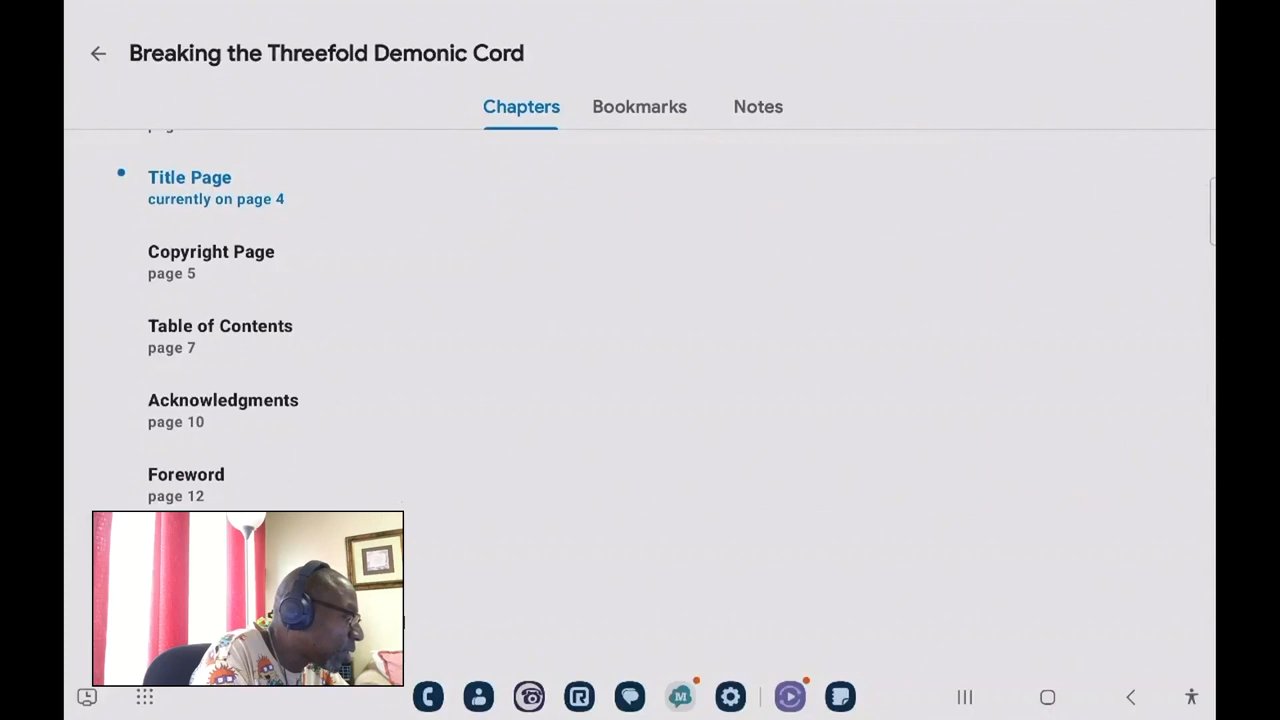 Breaking the Threefold Demonic Cord
Chapters Bookmarks Notes
Title Page
currently on page 4
Copyright Page
page 5
Table of Contents
page 7
Acknowledgments
page 10
Foreword
page 12